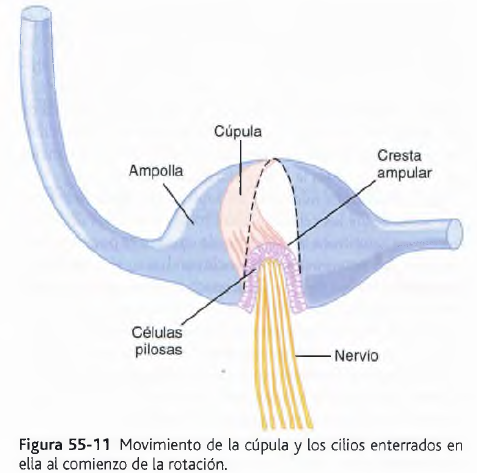 Cúpula
Ampolla
Cresta
ampular
Células
pilosas
Nervio
Figura 55-11 Movimiento de la cúpula y los cilios enterrados en
ella al comienzo de la rotación.